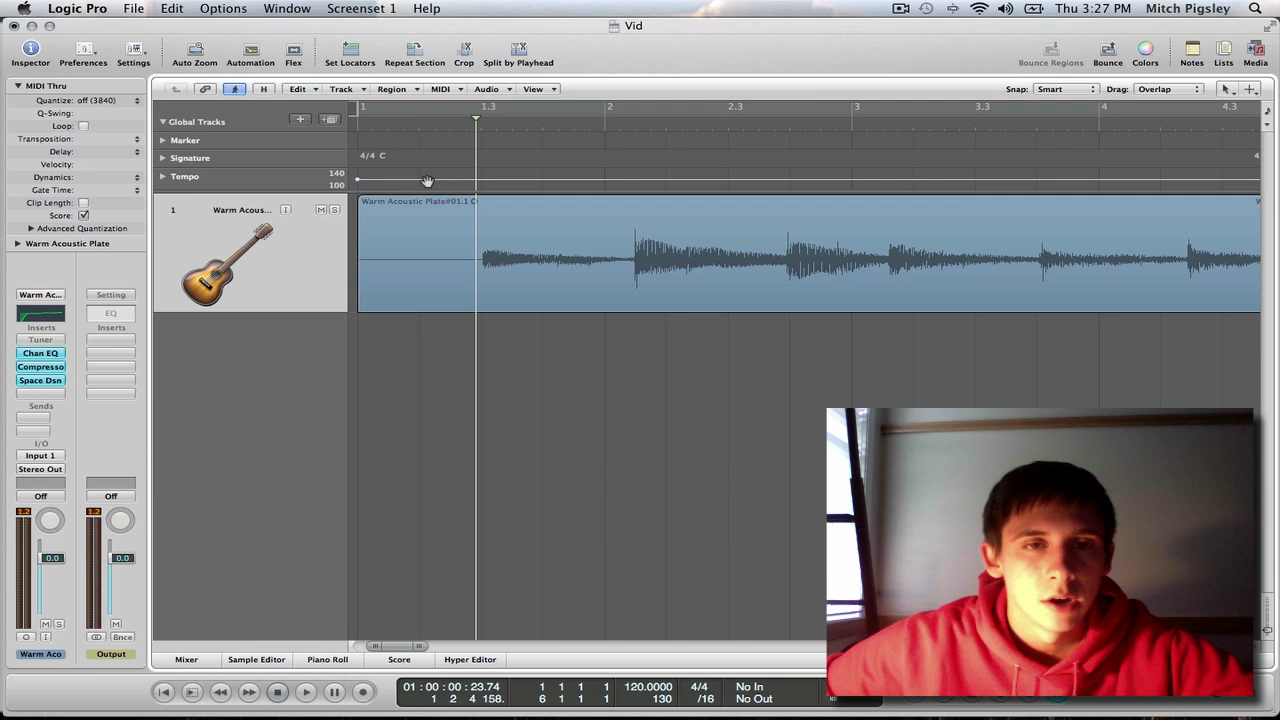 Logic Pro File Edit Options Window Screenset 1 Help Thu 3:27 PM Mitch Pigsley
Vid
Inspector Preferences Settings Auto Zoom Automation Flex Set Locators Repeat Section Crop Split by Playhead Bounce Regions Bounce Colors Notes Lists Media
MIDI Thru
Quantize: off (3840)
Q-Swing:
Loop:
Transposition:
Delay:
Velocity:
Dynamics:
Gate Time:
Clip Length:
Score:
Advanced Quantization
Warm Acoustic Plate
H Edit Track Region MIDI Audio View Snap: Smart Drag: Overlap
1 1.3 2 2.3 3 3.3 4 4.3
Global Tracks
Marker
Signature 4/4 C 4
Tempo 140
100
1 Warm Acous... I M S
Warm Acoustic Plate#01.1
Warm Ac... Setting
EQ
Inserts Inserts
Tuner
Chan EQ
Compresso
Space Dsn
Sends
I/O
Input 1
Stereo Out
Off Off
1.2 1.2
0.0 0.0
M S M
I Bnce
Warm Aco Output
Mixer Sample Editor Piano Roll Score Hyper Editor
01:00:00:23.74 1 1 1 1 120.0000 4/4 No In
1 2 4 158. 6 1 1 1 130 /16 No Out